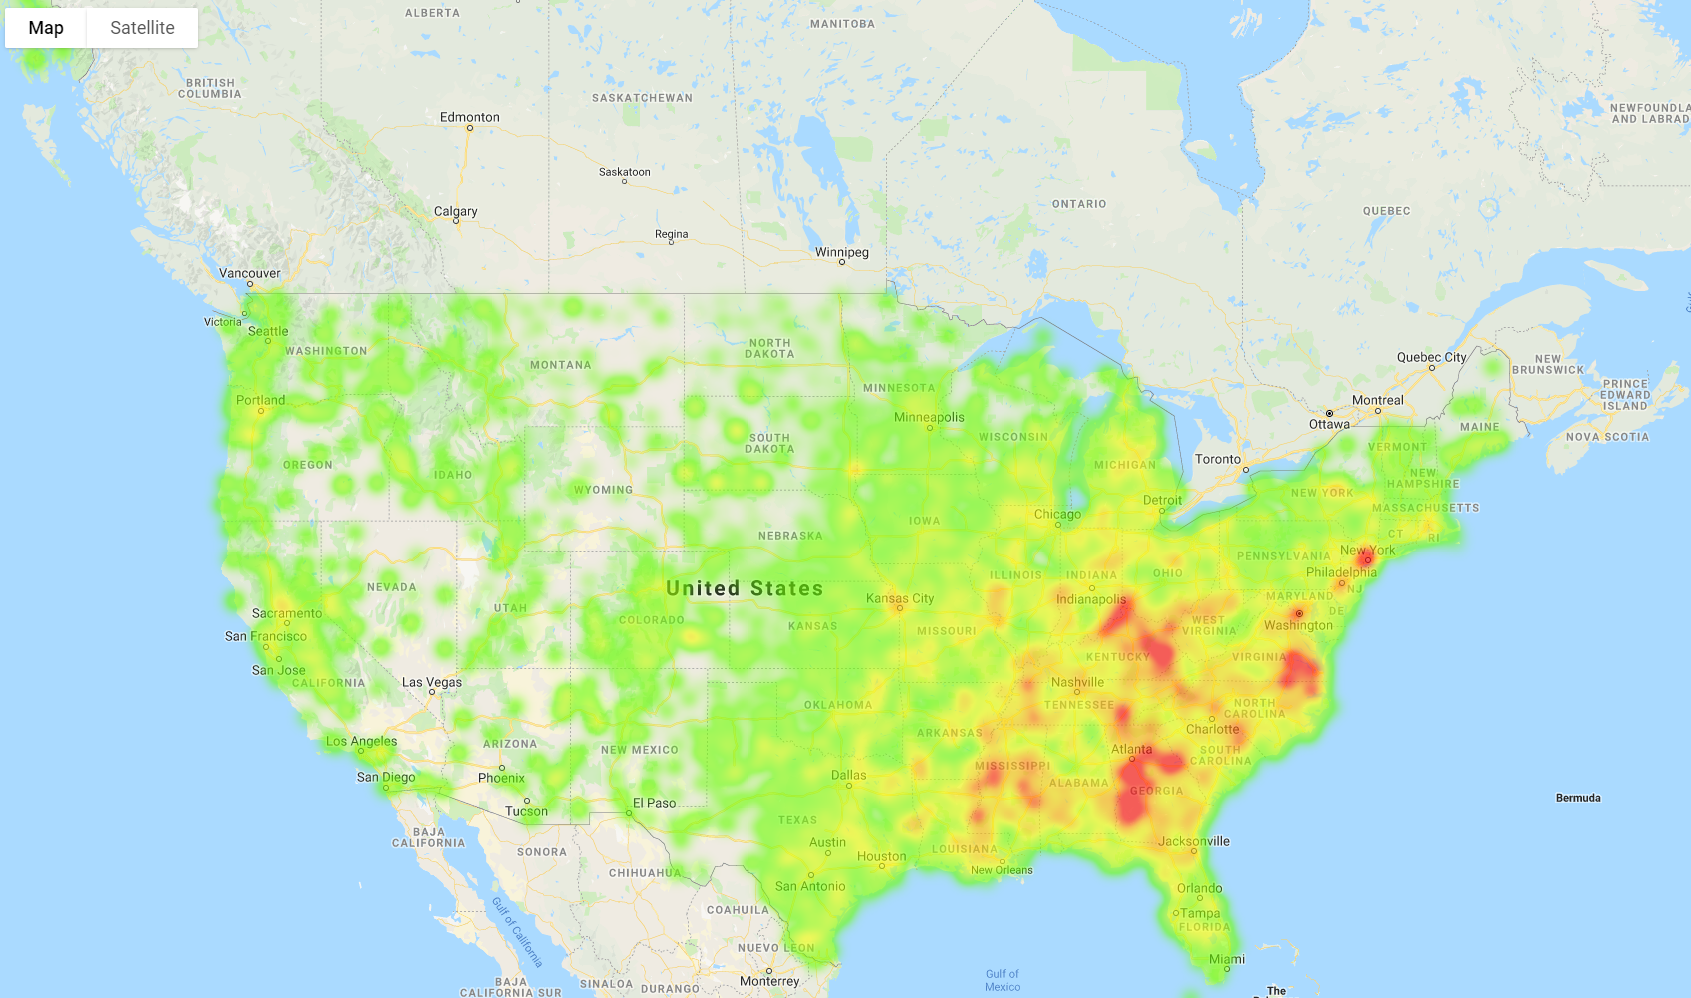 Map
Satellite
ALBERTA
MANITOBA
BRITISH
COLUMBIA
SASKATCHEWAN
Edmonton
NEWFOUNDLA
AND LABRAD
Saskatoon
Calgary
ONTARIO
QUEBEC
Regina
Winnipeg
Vancouver
Victoria
Seattle
WASHINGTON
MONTANA
NORTH
DAKOTA
Quebec City
NEW
BRUNSWICK
PRINCE
EDWARD
ISLAND
MINNESOTA
Portland
Minneapolis
Montreal
Ottawa
MAINE
NOVA SCOTIA
WISCONSIN
SOUTH
DAKOTA
VERMONT
Toronto
OREGON
IDAHO
MICHIGAN
NEW
HAMPSHIRE
WYOMING
NEW YORK
Detroit
MASSACHUSETTS
Chicago
IOWA
CT
RI
NEBRASKA
New York
PENNSYLVANIA
ILLINOIS
INDIANA
OHIO
Philadelphia
United States
NEVADA
NJ
MARYLAND
DE
Kansas City
Indianapolis
UTAH
Sacramento
COLORADO
KANSAS
MISSOURI
WEST
VIRGINIA
Washington
San Francisco
KENTUCKY
VIRGINIA
San Jose
CALIFORNIA
Las Vegas
Nashville
OKLAHOMA
TENNESSEE
NORTH
CAROLINA
ARKANSAS
Charlotte
Los Angeles
ARIZONA
NEW MEXICO
Atlanta
SOUTH
CAROLINA
MISSISSIPPI
San Diego
Phoenix
Dallas
ALABAMA
GEORGIA
Bermuda
El Paso
Tucson
TEXAS
BAJA
CALIFORNIA
SONORA
Austin
Houston
LOUISIANA
Jacksonville
CHIHUAHUA
New Orleans
San Antonio
Orlando
COAHUILA
Tampa
FLORIDA
Gulf of California
NUEVO LEON
Miami
Monterrey
Gulf of
Mexico
BAJA
CALIFORNIA SUR
SINALOA
DURANGO
The